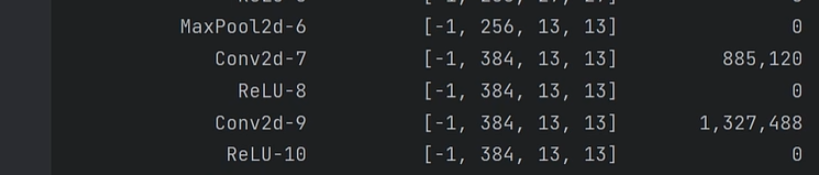 MaxPool2d-6 [-1, 256, 13, 13] 0
Conv2d-7 [-1, 384, 13, 13] 885,120
ReLU-8 [-1, 384, 13, 13] 0
Conv2d-9 [-1, 384, 13, 13] 1,327,488
ReLU-10 [-1, 384, 13, 13] 0